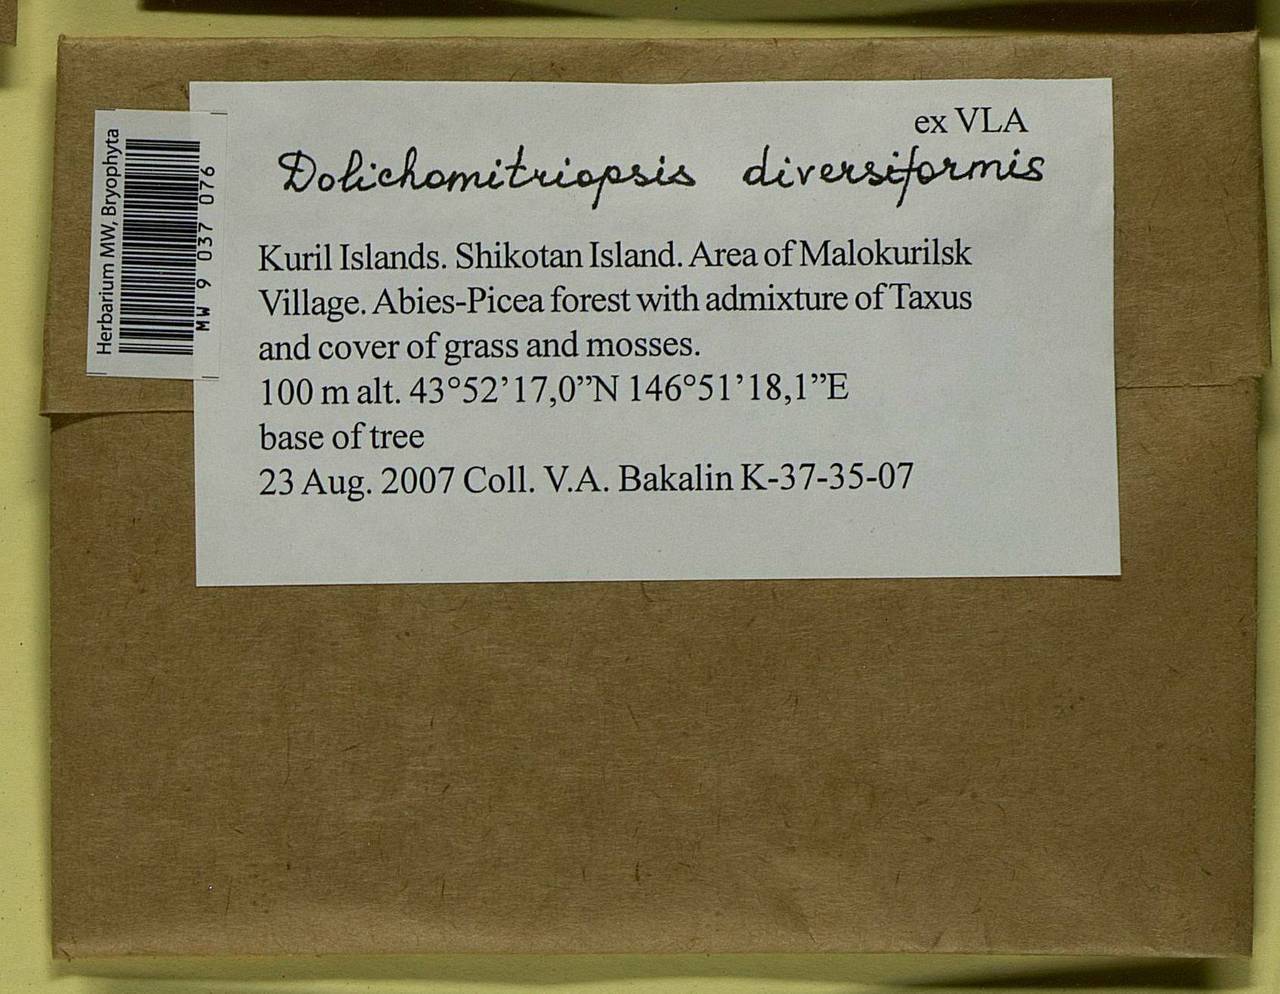 ex VLA
Dolichomitriopsis diversiformis
Kuril Islands. Shikotan Island. Area of Malokurilsk
Village. Abies-Picea forest with admixture of Taxus
and cover of grass and mosses.
100 m alt. 43°52’17,0”N 146°51’18,1”E
base of tree
23 Aug. 2007 Coll. V.A. Bakalin K-37-35-07
Herbarium MW, Bryophyta
MW 9 037 076